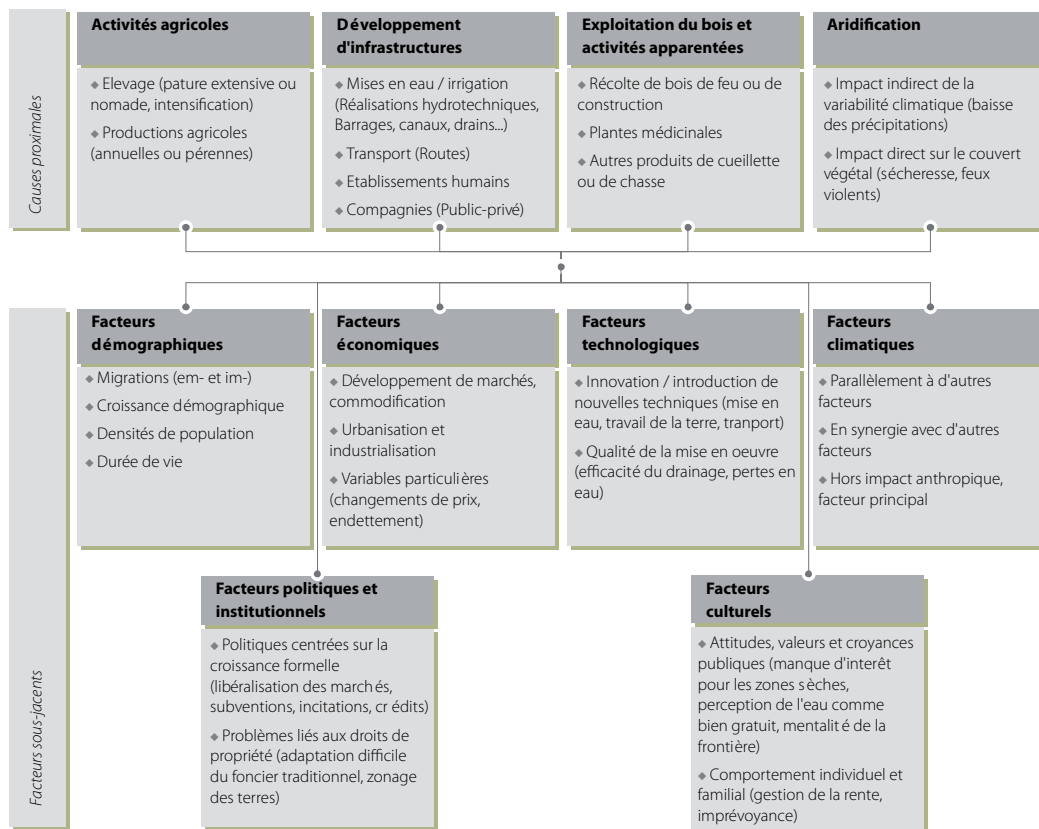 Causes proximales
Activités agricoles
◆ Elevage (pature extensive ou
nomade, intensification)
◆ Productions agricoles
(annuelles ou pérennes)
Développement
d'infrastructures
◆ Mises en eau / irrigation
(Réalisations hydrotechniques,
Barrages, canaux, drains...)
◆ Transport (Routes)
◆ Etablissements humains
◆ Compagnies (Public-privé)
Exploitation du bois et
activités apparentées
◆ Récolte de bois de feu ou de
construction
◆ Plantes médicinales
◆ Autres produits de cueillette
ou de chasse
Aridification
◆ Impact indirect de la
variabilité climatique (baisse
des précipitations)
◆ Impact direct sur le couvert
végétal (sécheresse, feux
violents)
Facteurs sous-jacents
Facteurs
démographiques
◆ Migrations (em- et im-)
◆ Croissance démographique
◆ Densités de population
◆ Durée de vie
Facteurs
économiques
◆ Développement de marchés,
commodification
◆ Urbanisation et
industrialisation
◆ Variables particulières
(changements de prix,
endettement)
Facteurs
technologiques
◆ Innovation / introduction de
nouvelles techniques (mise en
eau, travail de la terre, tranport)
◆ Qualité de la mise en oeuvre
(efficacité du drainage, pertes en
eau)
Facteurs
climatiques
◆ Parallèlement à d'autres
facteurs
◆ En synergie avec d'autres
facteurs
◆ Hors impact anthropique,
facteur principal
Facteurs politiques et
institutionnels
◆ Politiques centrées sur la
croissance formelle
(libéralisation des marchés,
subventions, incitations, crédits)
◆ Problèmes liés aux droits de
propriété (adaptation difficile
du foncier traditionnel, zonage
des terres)
Facteurs
culturels
◆ Attitudes, valeurs et croyances
publiques (manque d'interêt
pour les zones sèches,
perception de l'eau comme
bien gratuit, mentalité de la
frontière)
◆ Comportement individuel et
familial (gestion de la rente,
imprévoyance)